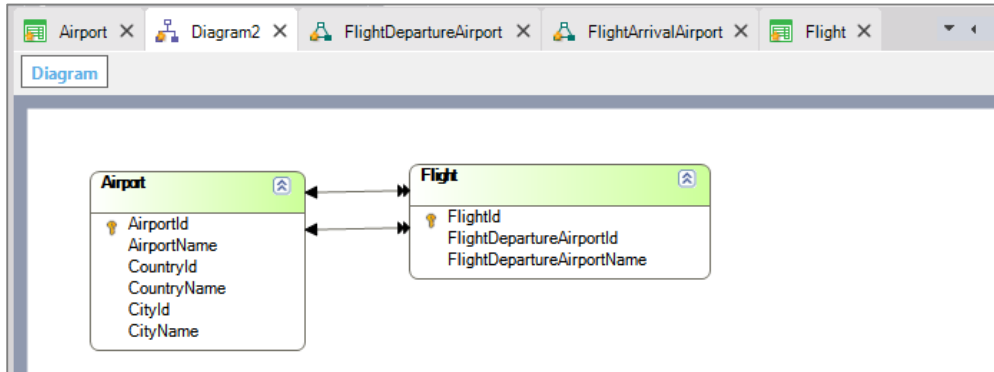 Airport Diagram2 FlightDepartureAirport FlightArrivalAirport Flight
Diagram
Airport
AirportId
AirportName
CountryId
CountryName
CityId
CityName
Flight
FlightId
FlightDepartureAirportId
FlightDepartureAirportName